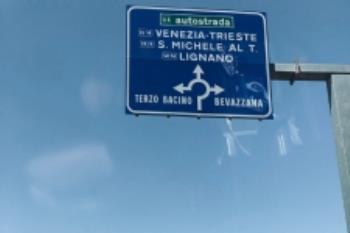 autostrada
VENEZIA-TRIESTE
S. MICHELE AL T.
LIGNANO
TERZO BACINO BEVAZZANA